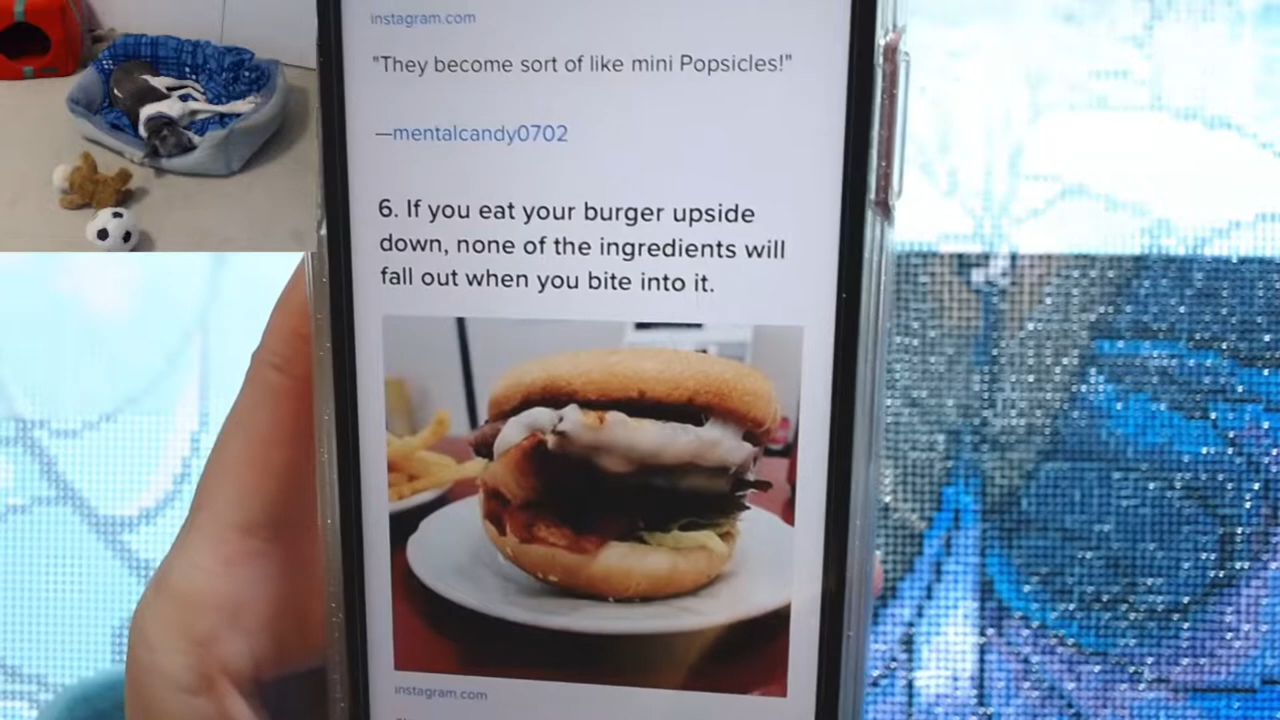 instagram.com
"They become sort of like mini Popsicles!"
—mentalcandy0702
6. If you eat your burger upside
down, none of the ingredients will
fall out when you bite into it.
instagram.com